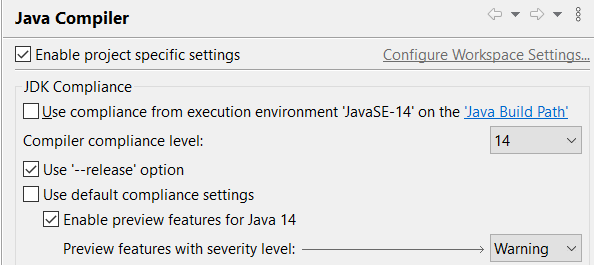 Java Compiler
Enable project specific settings
Configure Workspace Settings...
JDK Compliance
Use compliance from execution environment 'JavaSE-14' on the 'Java Build Path'
Compiler compliance level:
14
Use '--release' option
Use default compliance settings
Enable preview features for Java 14
Preview features with severity level:
Warning